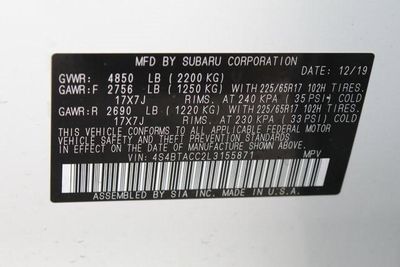 MFD BY SUBARU CORPORATION
GVWR: 4850 LB (2200 KG) DATE: 12/19
GAWR:F 2756 LB (1250 KG) WITH 225/65R17 102H TIRES.
17X7J RIMS. AT 240 KPA (35 PSI) COLD
GAWR:R 2690 LB (1220 KG) WITH 225/65R17 102H TIRES.
17X7J RIMS. AT 230 KPA (33 PSI) COLD
THIS VEHICLE CONFORMS TO ALL APPLICABLE FEDERAL MOTOR
VEHICLE SAFETY STANDARDS IN EFFECT ON THE DATE OF
MANUFACTURE SHOWN ABOVE.
VIN: 4S4BTACC2L3155871 MPV
ASSEMBLED BY SIA INC. MADE IN U.S.A.